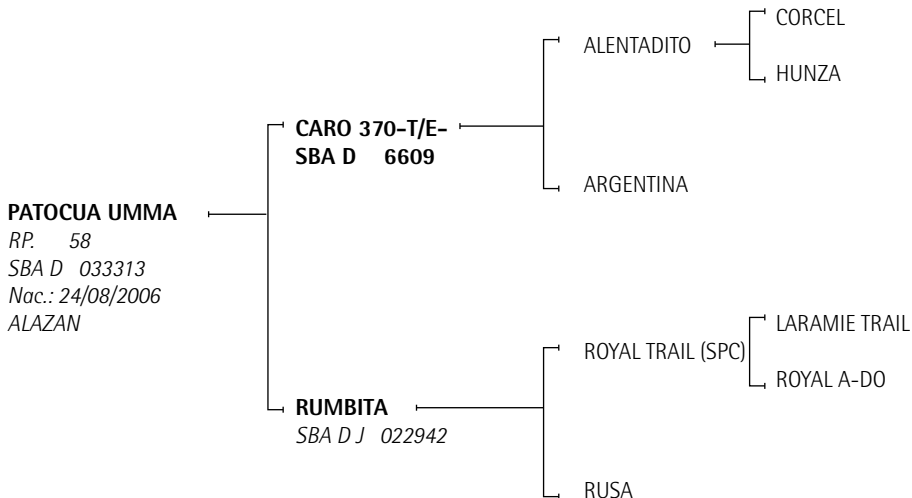 PATOCUA UMMA
RP. 58
SBA D 033313
Nac.: 24/08/2006
ALAZAN
CARO 370-T/E-
SBA D 6609
RUMBITA
SBA D J 022942
ALENTADITO
ARGENTINA
ROYAL TRAIL (SPC)
RUSA
CORCEL
HUNZA
LARAMIE TRAIL
ROYAL A-DO